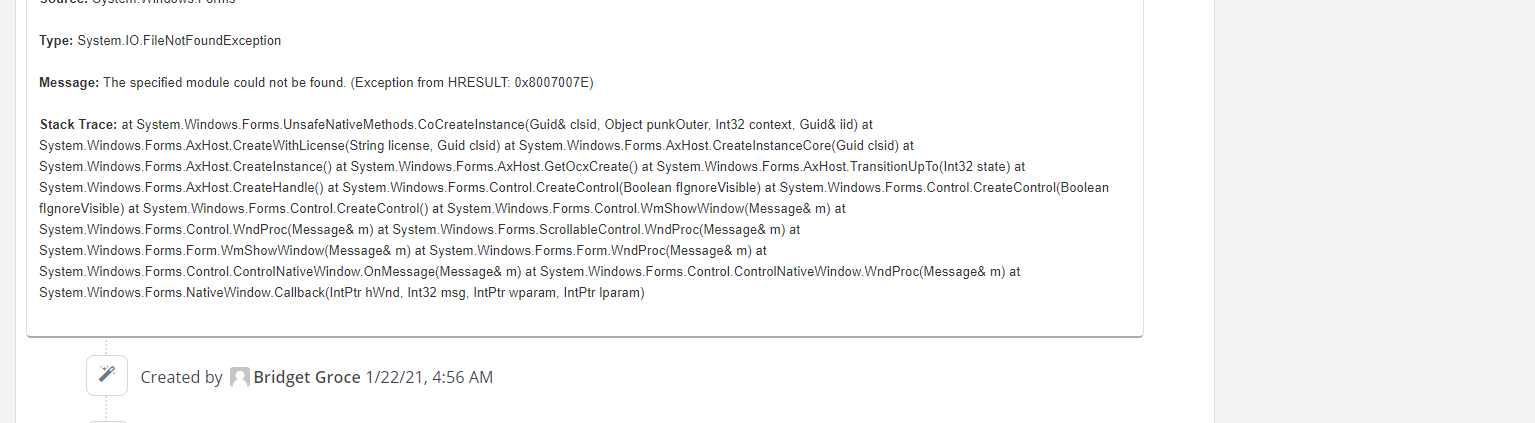 Source: System.Windows.Forms
Type: System.IO.FileNotFoundException
Message: The specified module could not be found. (Exception from HRESULT: 0x8007007E)
Stack Trace: at System.Windows.Forms.UnsafeNativeMethods.CoCreateInstance(Guid& clsid, Object punkOuter, Int32 context, Guid& iid) at
System.Windows.Forms.AxHost.CreateWithLicense(String license, Guid clsid) at System.Windows.Forms.AxHost.CreateInstanceCore(Guid clsid) at
System.Windows.Forms.AxHost.CreateInstance() at System.Windows.Forms.AxHost.GetOcxCreate() at System.Windows.Forms.AxHost.TransitionUpTo(Int32 state) at
System.Windows.Forms.AxHost.CreateHandle() at System.Windows.Forms.Control.CreateControl(Boolean fIgnoreVisible) at System.Windows.Forms.Control.CreateControl(Boolean
fIgnoreVisible) at System.Windows.Forms.Control.CreateControl() at System.Windows.Forms.Control.WmShowWindow(Message& m) at
System.Windows.Forms.Control.WndProc(Message& m) at System.Windows.Forms.ScrollableControl.WndProc(Message& m) at
System.Windows.Forms.Form.WmShowWindow(Message& m) at System.Windows.Forms.Form.WndProc(Message& m) at
System.Windows.Forms.Control.ControlNativeWindow.OnMessage(Message& m) at System.Windows.Forms.Control.ControlNativeWindow.WndProc(Message& m) at
System.Windows.Forms.NativeWindow.Callback(IntPtr hWnd, Int32 msg, IntPtr wparam, IntPtr lparam)
Created by Bridget Groce 1/22/21, 4:56 AM